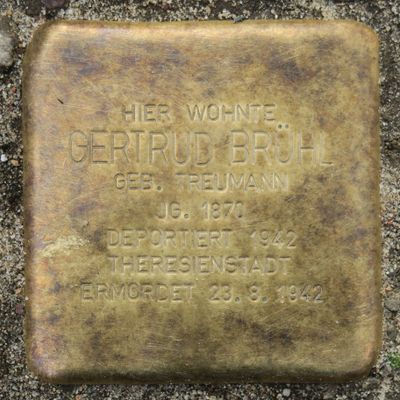 HIER WOHNTE
GERTRUD BRÜHL
GEB. TREUMANN
JG. 1870
DEPORTIERT 1942
THERESIENSTADT
ERMORDET 23.8.1942